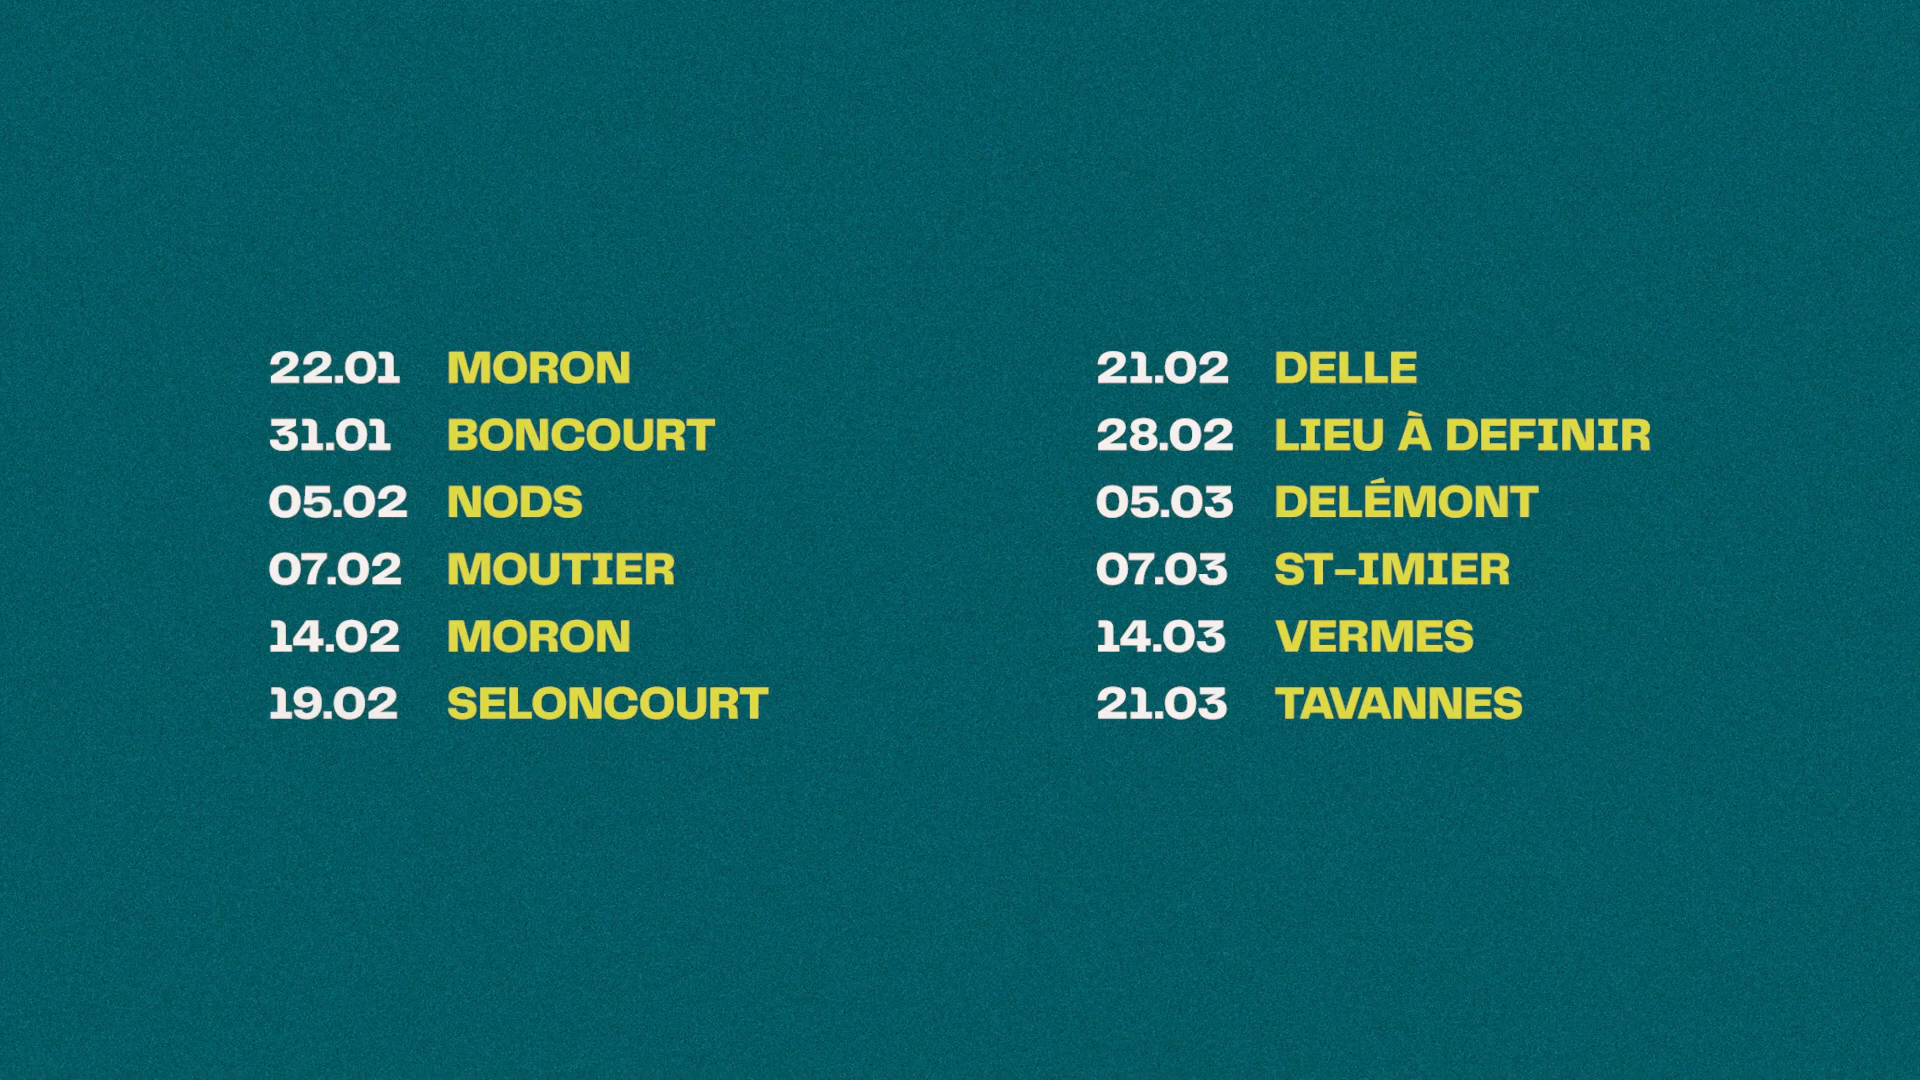 22.01 MORON
31.01 BONCOURT
05.02 NODS
07.02 MOUTIER
14.02 MORON
19.02 SELONCOURT
21.02 DELLE
28.02 LIEU À DEFINIR
05.03 DELÉMONT
07.03 ST-IMIER
14.03 VERMES
21.03 TAVANNES